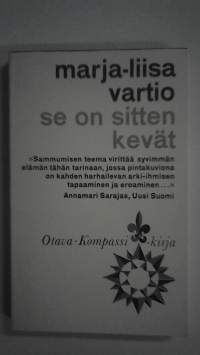 marja-liisa
vartio
se on sitten
kevät
»Sammumisen teema virittää syvimmän
elämän tähän tarinaan, jossa pintakuviona
on kahden harhailevan arki-ihmisen
tapaaminen ja eroaminen....»
Annamari Sarajas, Uusi Suomi
Otava-Kompassi-kirja